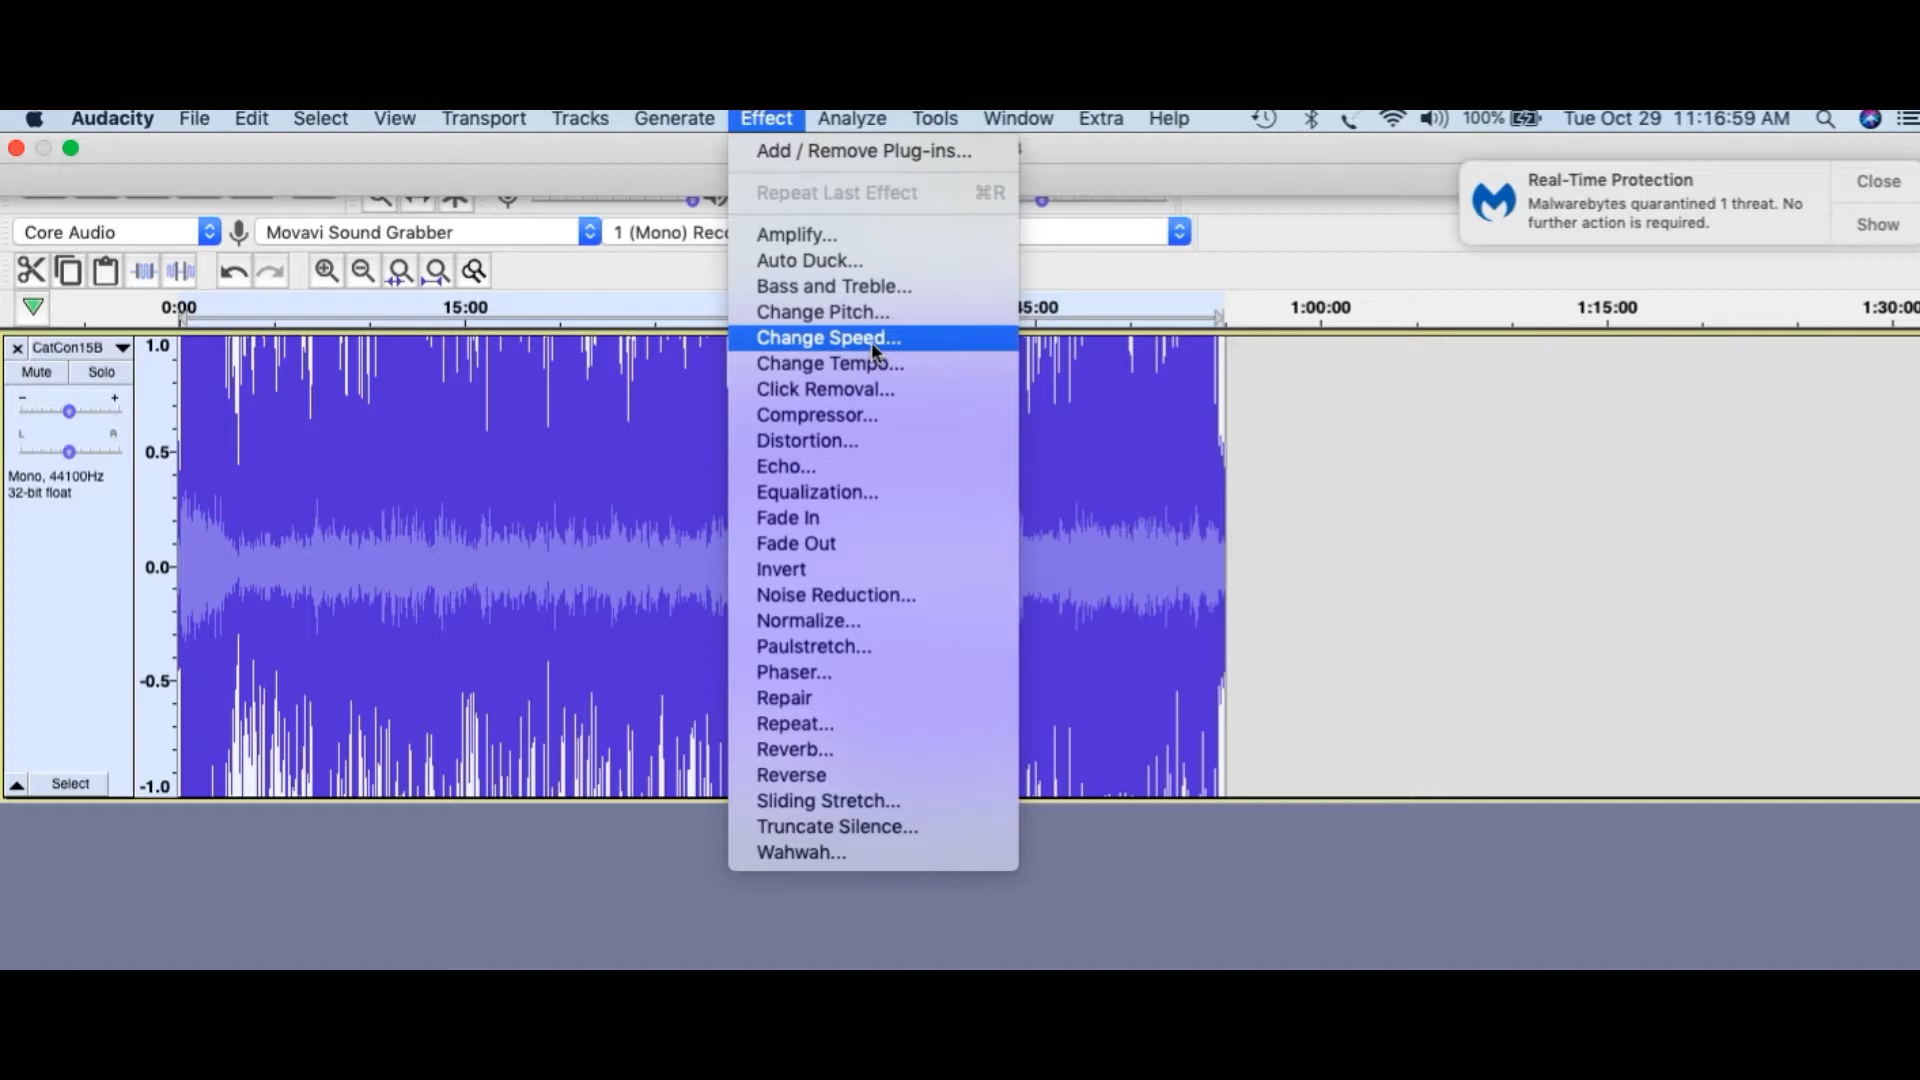 Audacity File Edit Select View Transport Tracks Generate Effect Analyze Tools Window Extra Help 100% Tue Oct 29 11:16:59 AM
Add / Remove Plug-ins...
Repeat Last Effect ⌘R
Real-Time Protection
Malwarebytes quarantined 1 threat. No
further action is required.
Close
Show
Core Audio Movavi Sound Grabber 1 (Mono) Reco
Amplify...
Auto Duck...
Bass and Treble...
Change Pitch...
Change Speed...
Change Tempo...
Click Removal...
Compressor...
Distortion...
Echo...
Equalization...
Fade In
Fade Out
Invert
Noise Reduction...
Normalize...
Paulstretch...
Phaser...
Repair
Repeat...
Reverb...
Reverse
Sliding Stretch...
Truncate Silence...
Wahwah...
0:00 15:00 45:00 1:00:00 1:15:00 1:30:00
CatCon15B
Mute Solo
- +
L R
Mono, 44100Hz
32-bit float
Select
1.0
0.5
0.0
-0.5
-1.0